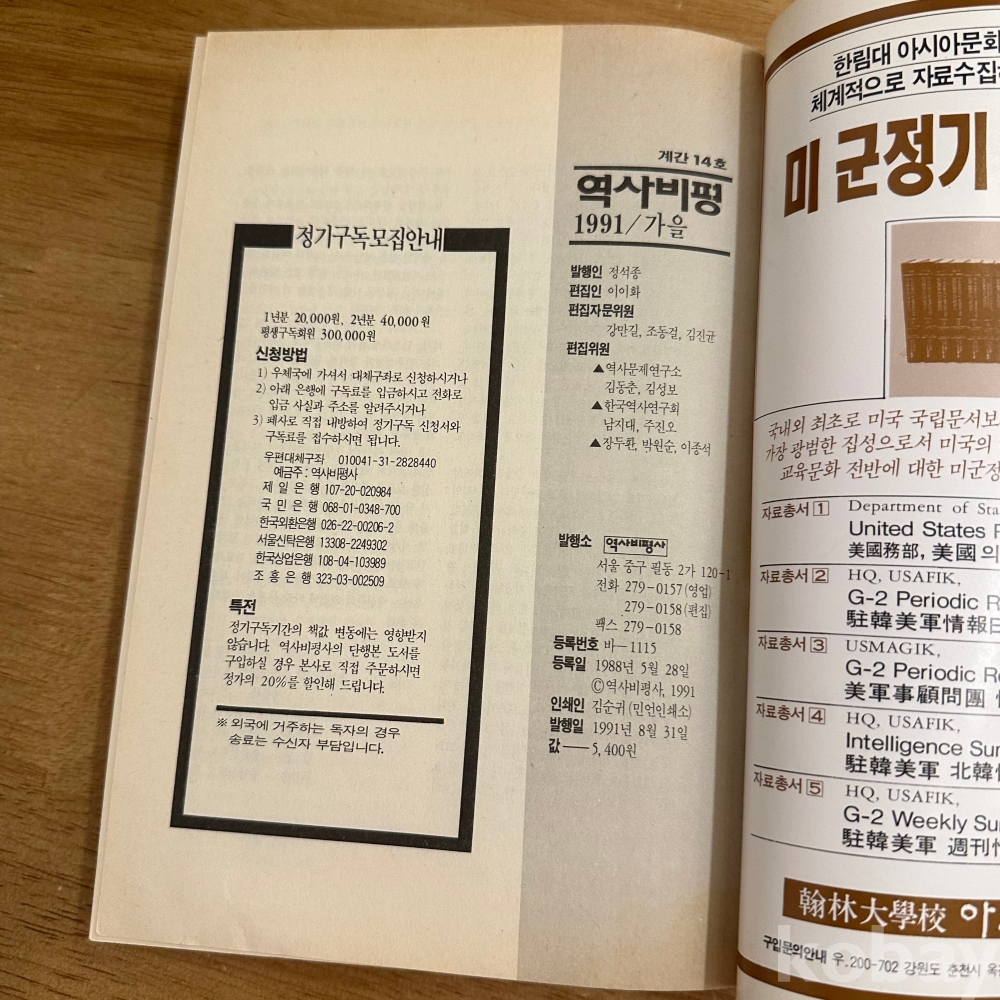 정기구독모집안내
1년분 20,000원, 2년분 40,000원
평생구독회원 300,000원
신청방법
1) 우체국에 가셔서 대체구좌로 신청하시거나
2) 아래 은행에 구독료를 입금하시고 전화로
입금 사실과 주소를 알려주시거나
3) 폐사로 직접 내방하여 정기구독 신청서와
구독료를 접수하시면 됩니다.
우편대체구좌 010041-31-2828440
예금주 : 역사비평사
제 일 은 행 107-20-020984
국 민 은 행 068-01-0348-700
한국외환은행 026-22-00206-2
서울신탁은행 13308-2249302
한국상업은행 108-04-103989
조 흥 은 행 323-03-002509
특전
정기구독기간의 책값 변동에는 영향받지
않습니다. 역사비평사의 단행본 도서를
구입하실 경우 본사로 직접 주문하시면
정가의 20%를 할인해 드립니다.
※ 외국에 거주하는 독자의 경우
송료는 수신자 부담입니다.
계간 14호
역사비평
1991/가을
발행인 정석종
편집인 이이화
편집자문위원
강만길, 조동걸, 김진균
편집위원
▲역사문제연구소
김동춘, 김성보
▲한국역사연구회
남지대, 주진오
▲장두환, 박원순, 이종석
발행소 역사비평사
서울 중구 필동 2가 120-1
전화 279-0157(영업)
279-0158(편집)
팩스 279-0158
등록번호 바-1115
등록일 1988년 5월 28일
©역사비평사, 1991
인쇄인 김순귀(민언인쇄소)
발행일 1991년 8월 31일
값 — 5,400원
한림대 아시아문화
체계적으로 자료수집
미 군정기
국내외 최초로 미국 국립문서보
가장 광범한 집성으로서 미국의
교육문화 전반에 대한 미군정
자료총서 1 Department of Sta
United States
美國務部, 美國의
자료총서 2 HQ, USAFIK,
G-2 Periodic R
駐韓美軍情報日
자료총서 3 USMAGIK,
G-2 Periodic Re
美軍事顧問團
자료총서 4 HQ, USAFIK,
Intelligence Sum
駐韓美軍 北韓情
자료총서 5 HQ, USAFIK,
G-2 Weekly Su
駐韓美軍 週刊情
翰林大學校 아
구입문의안내 우.200-702 강원도 춘천시 옥
kobay